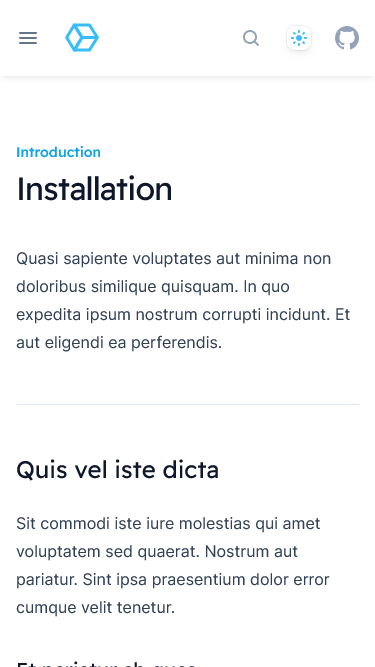 Introduction
Installation
Quasi sapiente voluptates aut minima non
doloribus similique quisquam. In quo
expedita ipsum nostrum corrupti incidunt. Et
aut eligendi ea perferendis.
Quis vel iste dicta
Sit commodi iste iure molestias qui amet
voluptatem sed quaerat. Nostrum aut
pariatur. Sint ipsa praesentium dolor error
cumque velit tenetur.